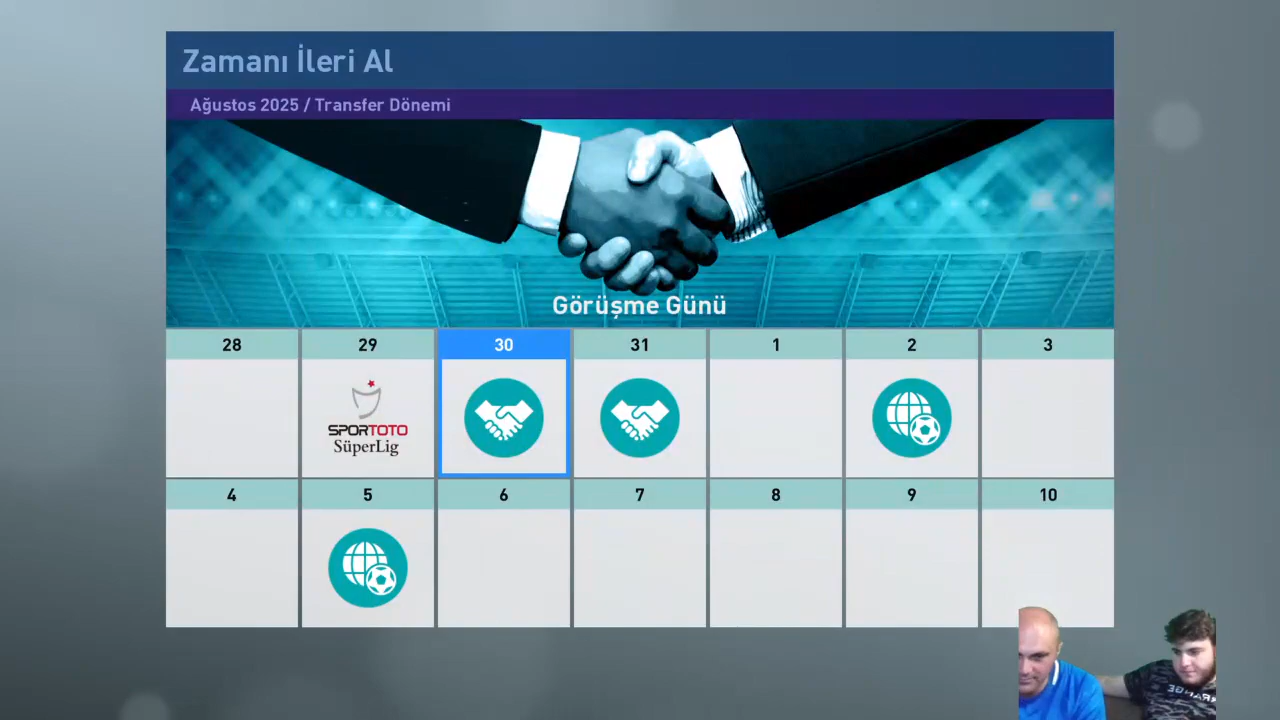 Zamanı İleri Al
Ağustos 2025 / Transfer Dönemi
Görüşme Günü
28 29 30 31 1 2 3
SPORTOTO
SüperLig
4 5 6 7 8 9 10